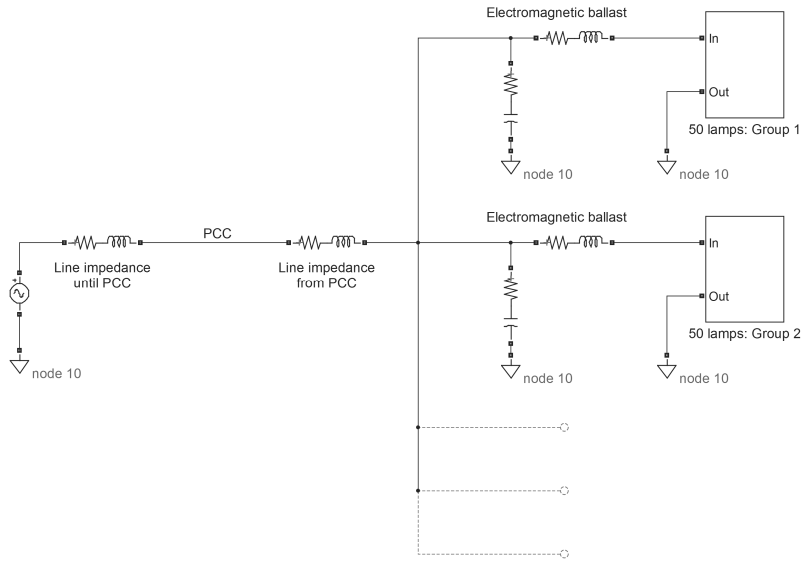 Electromagnetic ballast
In
Out
50 lamps: Group 1
node 10
node 10
Electromagnetic ballast
PCC
In
Line impedance
until PCC
Line impedance
from PCC
Out
50 lamps: Group 2
node 10
node 10
node 10